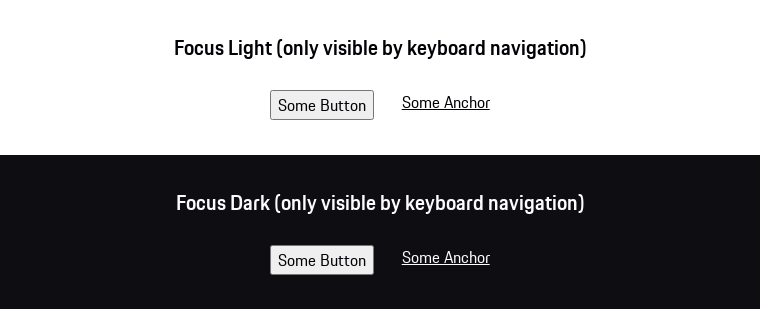 Focus Light (only visible by keyboard navigation)
Some Button Some Anchor
Focus Dark (only visible by keyboard navigation)
Some Button Some Anchor